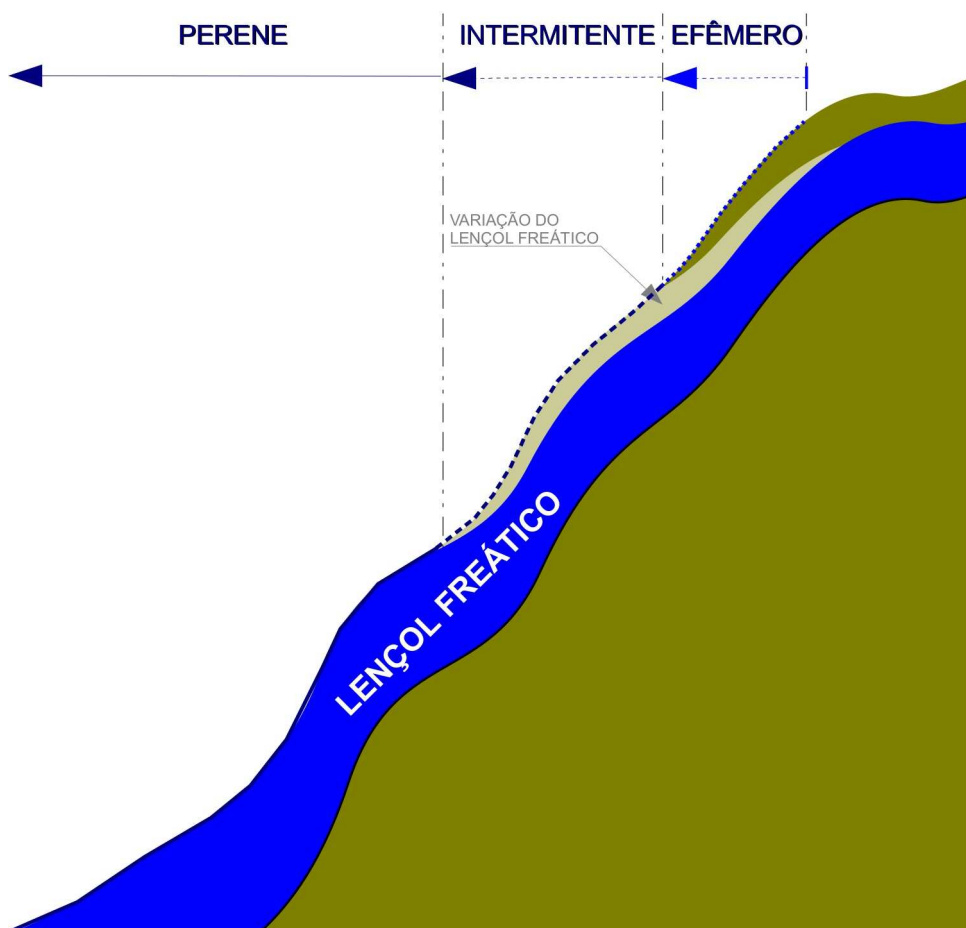 PERENE
INTERMITENTE
EFÊMERO
VARIAÇÃO DO
LENÇOL FREÁTICO
LENÇOL FREÁTICO